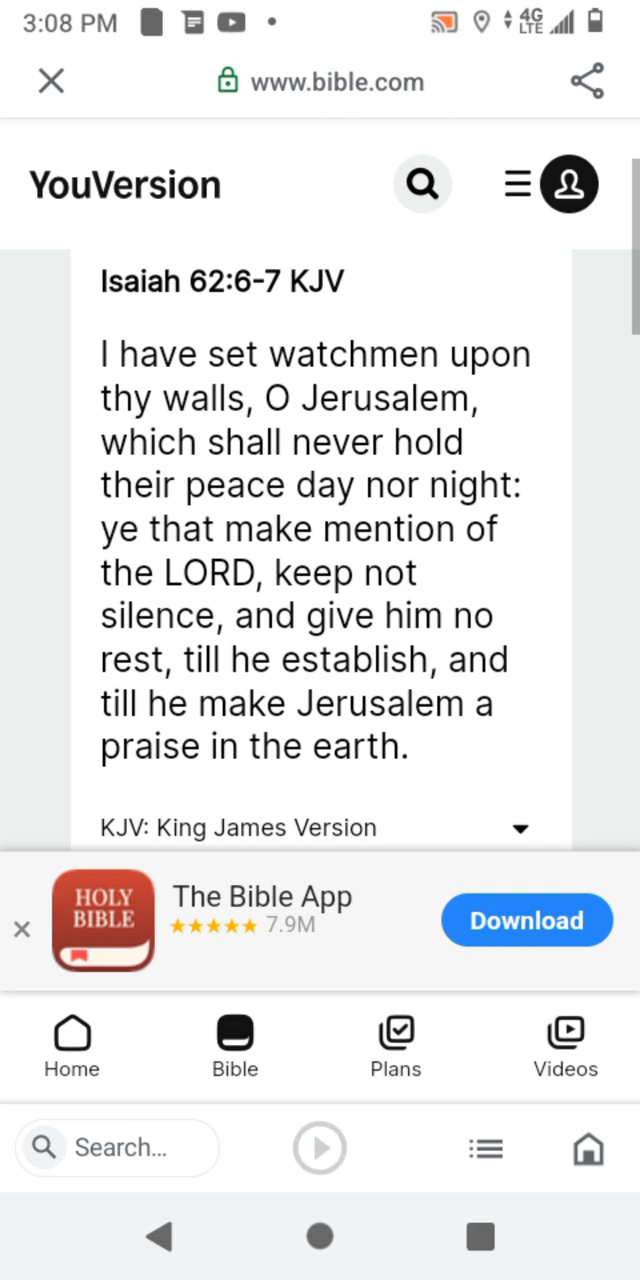 3:08 PM 4G
LTE
www.bible.com
YouVersion
Isaiah 62:6-7 KJV
I have set watchmen upon
thy walls, O Jerusalem,
which shall never hold
their peace day nor night:
ye that make mention of
the LORD, keep not
silence, and give him no
rest, till he establish, and
till he make Jerusalem a
praise in the earth.
KJV: King James Version
HOLY
BIBLE
The Bible App
7.9M
Download
Home Bible Plans Videos
Search...